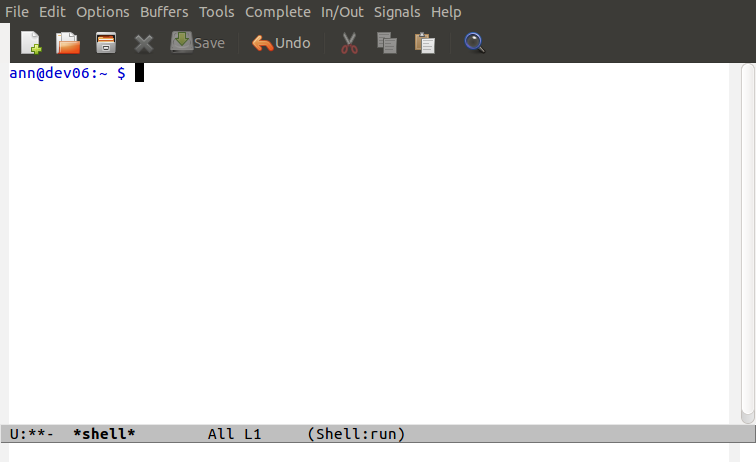 File Edit Options Buffers Tools Complete In/Out Signals Help
Save Undo
ann@dev06:~ $
U:**-  *shell*        All L1     (Shell:run)